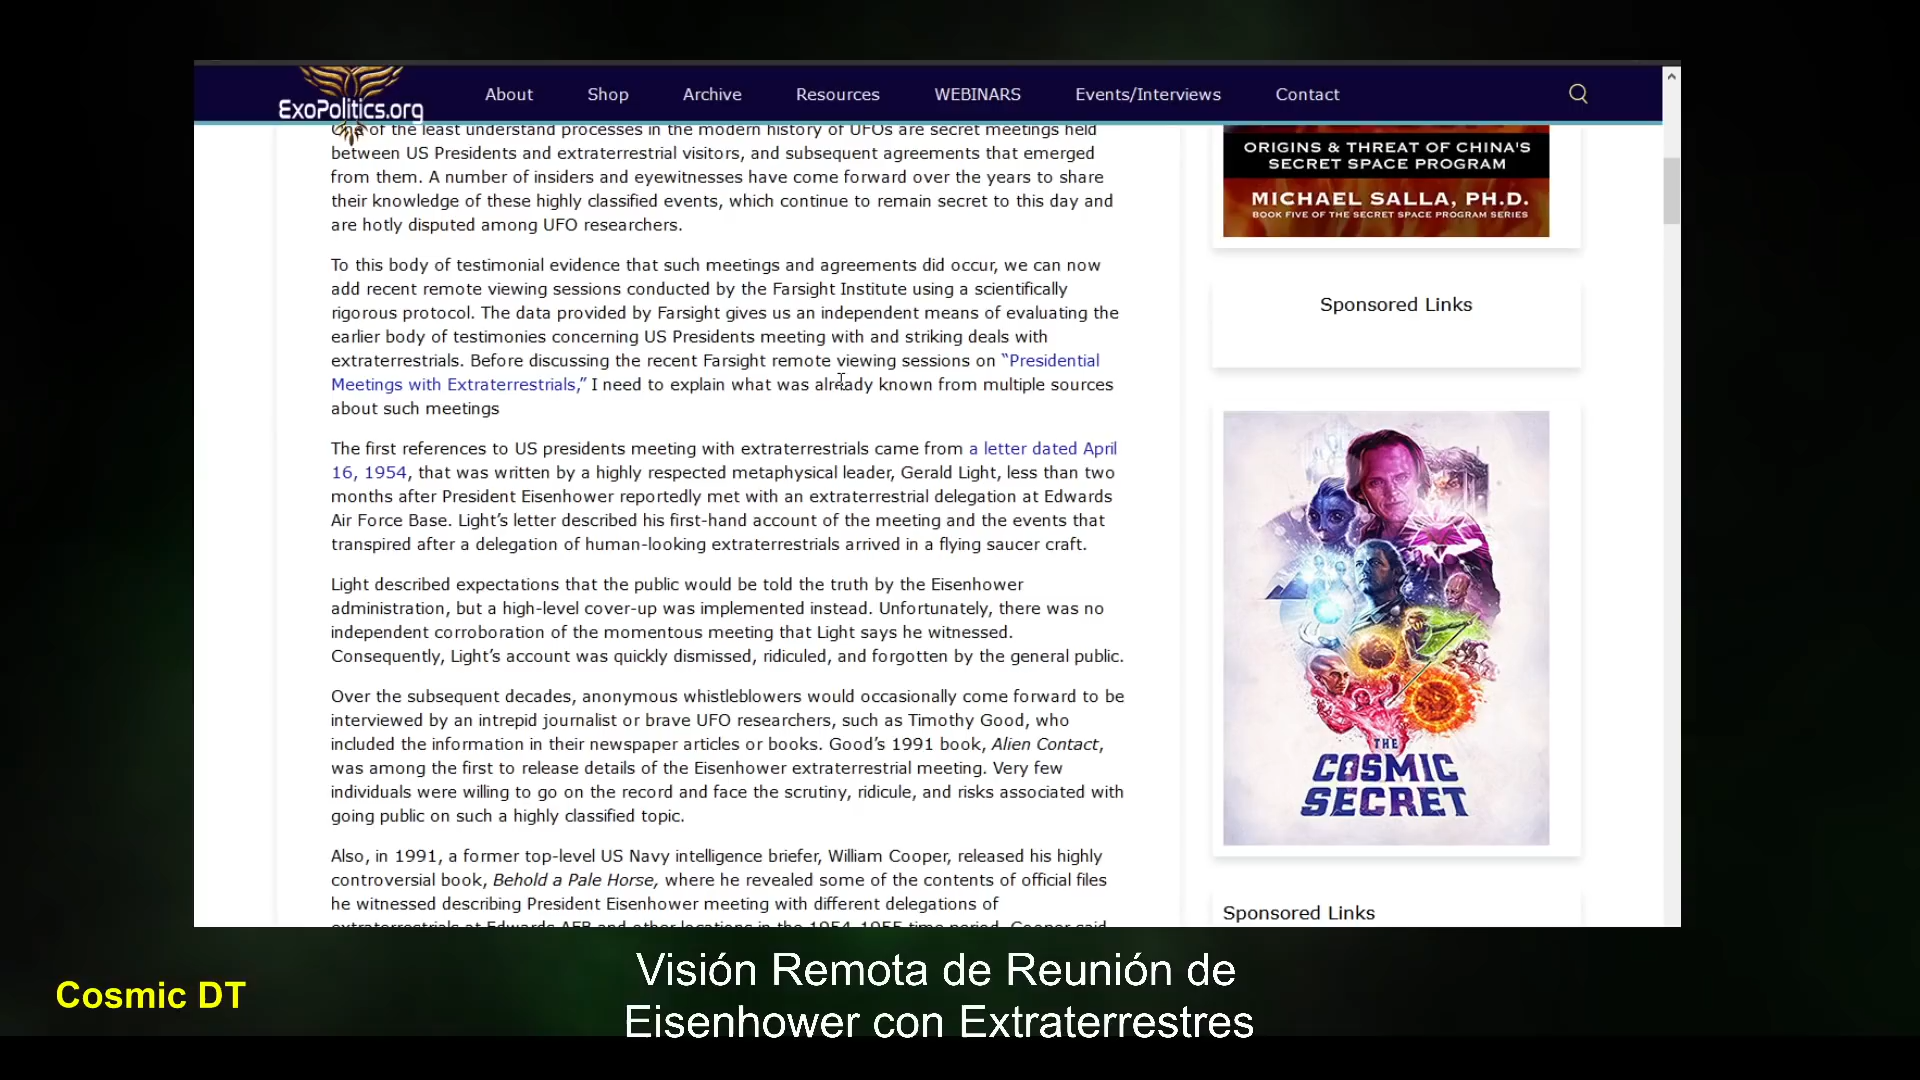 ExoPolitics.org
About
Shop
Archive
Resources
WEBINARS
Events/Interviews
Contact
One of the least understand processes in the modern history of UFOs are secret meetings held
between US Presidents and extraterrestrial visitors, and subsequent agreements that emerged
from them. A number of insiders and eyewitnesses have come forward over the years to share
their knowledge of these highly classified events, which continue to remain secret to this day and
are hotly disputed among UFO researchers.
To this body of testimonial evidence that such meetings and agreements did occur, we can now
add recent remote viewing sessions conducted by the Farsight Institute using a scientifically
rigorous protocol. The data provided by Farsight gives us an independent means of evaluating the
earlier body of testimonies concerning US Presidents meeting with and striking deals with
extraterrestrials. Before discussing the recent Farsight remote viewing sessions on “Presidential
Meetings with Extraterrestrials,” I need to explain what was already known from multiple sources
about such meetings
The first references to US presidents meeting with extraterrestrials came from a letter dated April
16, 1954, that was written by a highly respected metaphysical leader, Gerald Light, less than two
months after President Eisenhower reportedly met with an extraterrestrial delegation at Edwards
Air Force Base. Light’s letter described his first-hand account of the meeting and the events that
transpired after a delegation of human-looking extraterrestrials arrived in a flying saucer craft.
Light described expectations that the public would be told the truth by the Eisenhower
administration, but a high-level cover-up was implemented instead. Unfortunately, there was no
independent corroboration of the momentous meeting that Light says he witnessed.
Consequently, Light’s account was quickly dismissed, ridiculed, and forgotten by the general public.
Over the subsequent decades, anonymous whistleblowers would occasionally come forward to be
interviewed by an intrepid journalist or brave UFO researchers, such as Timothy Good, who
included the information in their newspaper articles or books. Good’s 1991 book, Alien Contact,
was among the first to release details of the Eisenhower extraterrestrial meeting. Very few
individuals were willing to go on the record and face the scrutiny, ridicule, and risks associated with
going public on such a highly classified topic.
Also, in 1991, a former top-level US Navy intelligence briefer, William Cooper, released his highly
controversial book, Behold a Pale Horse, where he revealed some of the contents of official files
he witnessed describing President Eisenhower meeting with different delegations of
extraterrestrials at Edwards AFB and other locations in the 1954-1955 time period. Cooper said
ORIGINS & THREAT OF CHINA'S
SECRET SPACE PROGRAM
MICHAEL SALLA, PH.D.
BOOK FIVE OF THE SECRET SPACE PROGRAM SERIES
Sponsored Links
THE
COSMIC
SECRET
Sponsored Links
Cosmic DT
Visión Remota de Reunión de
Eisenhower con Extraterrestres